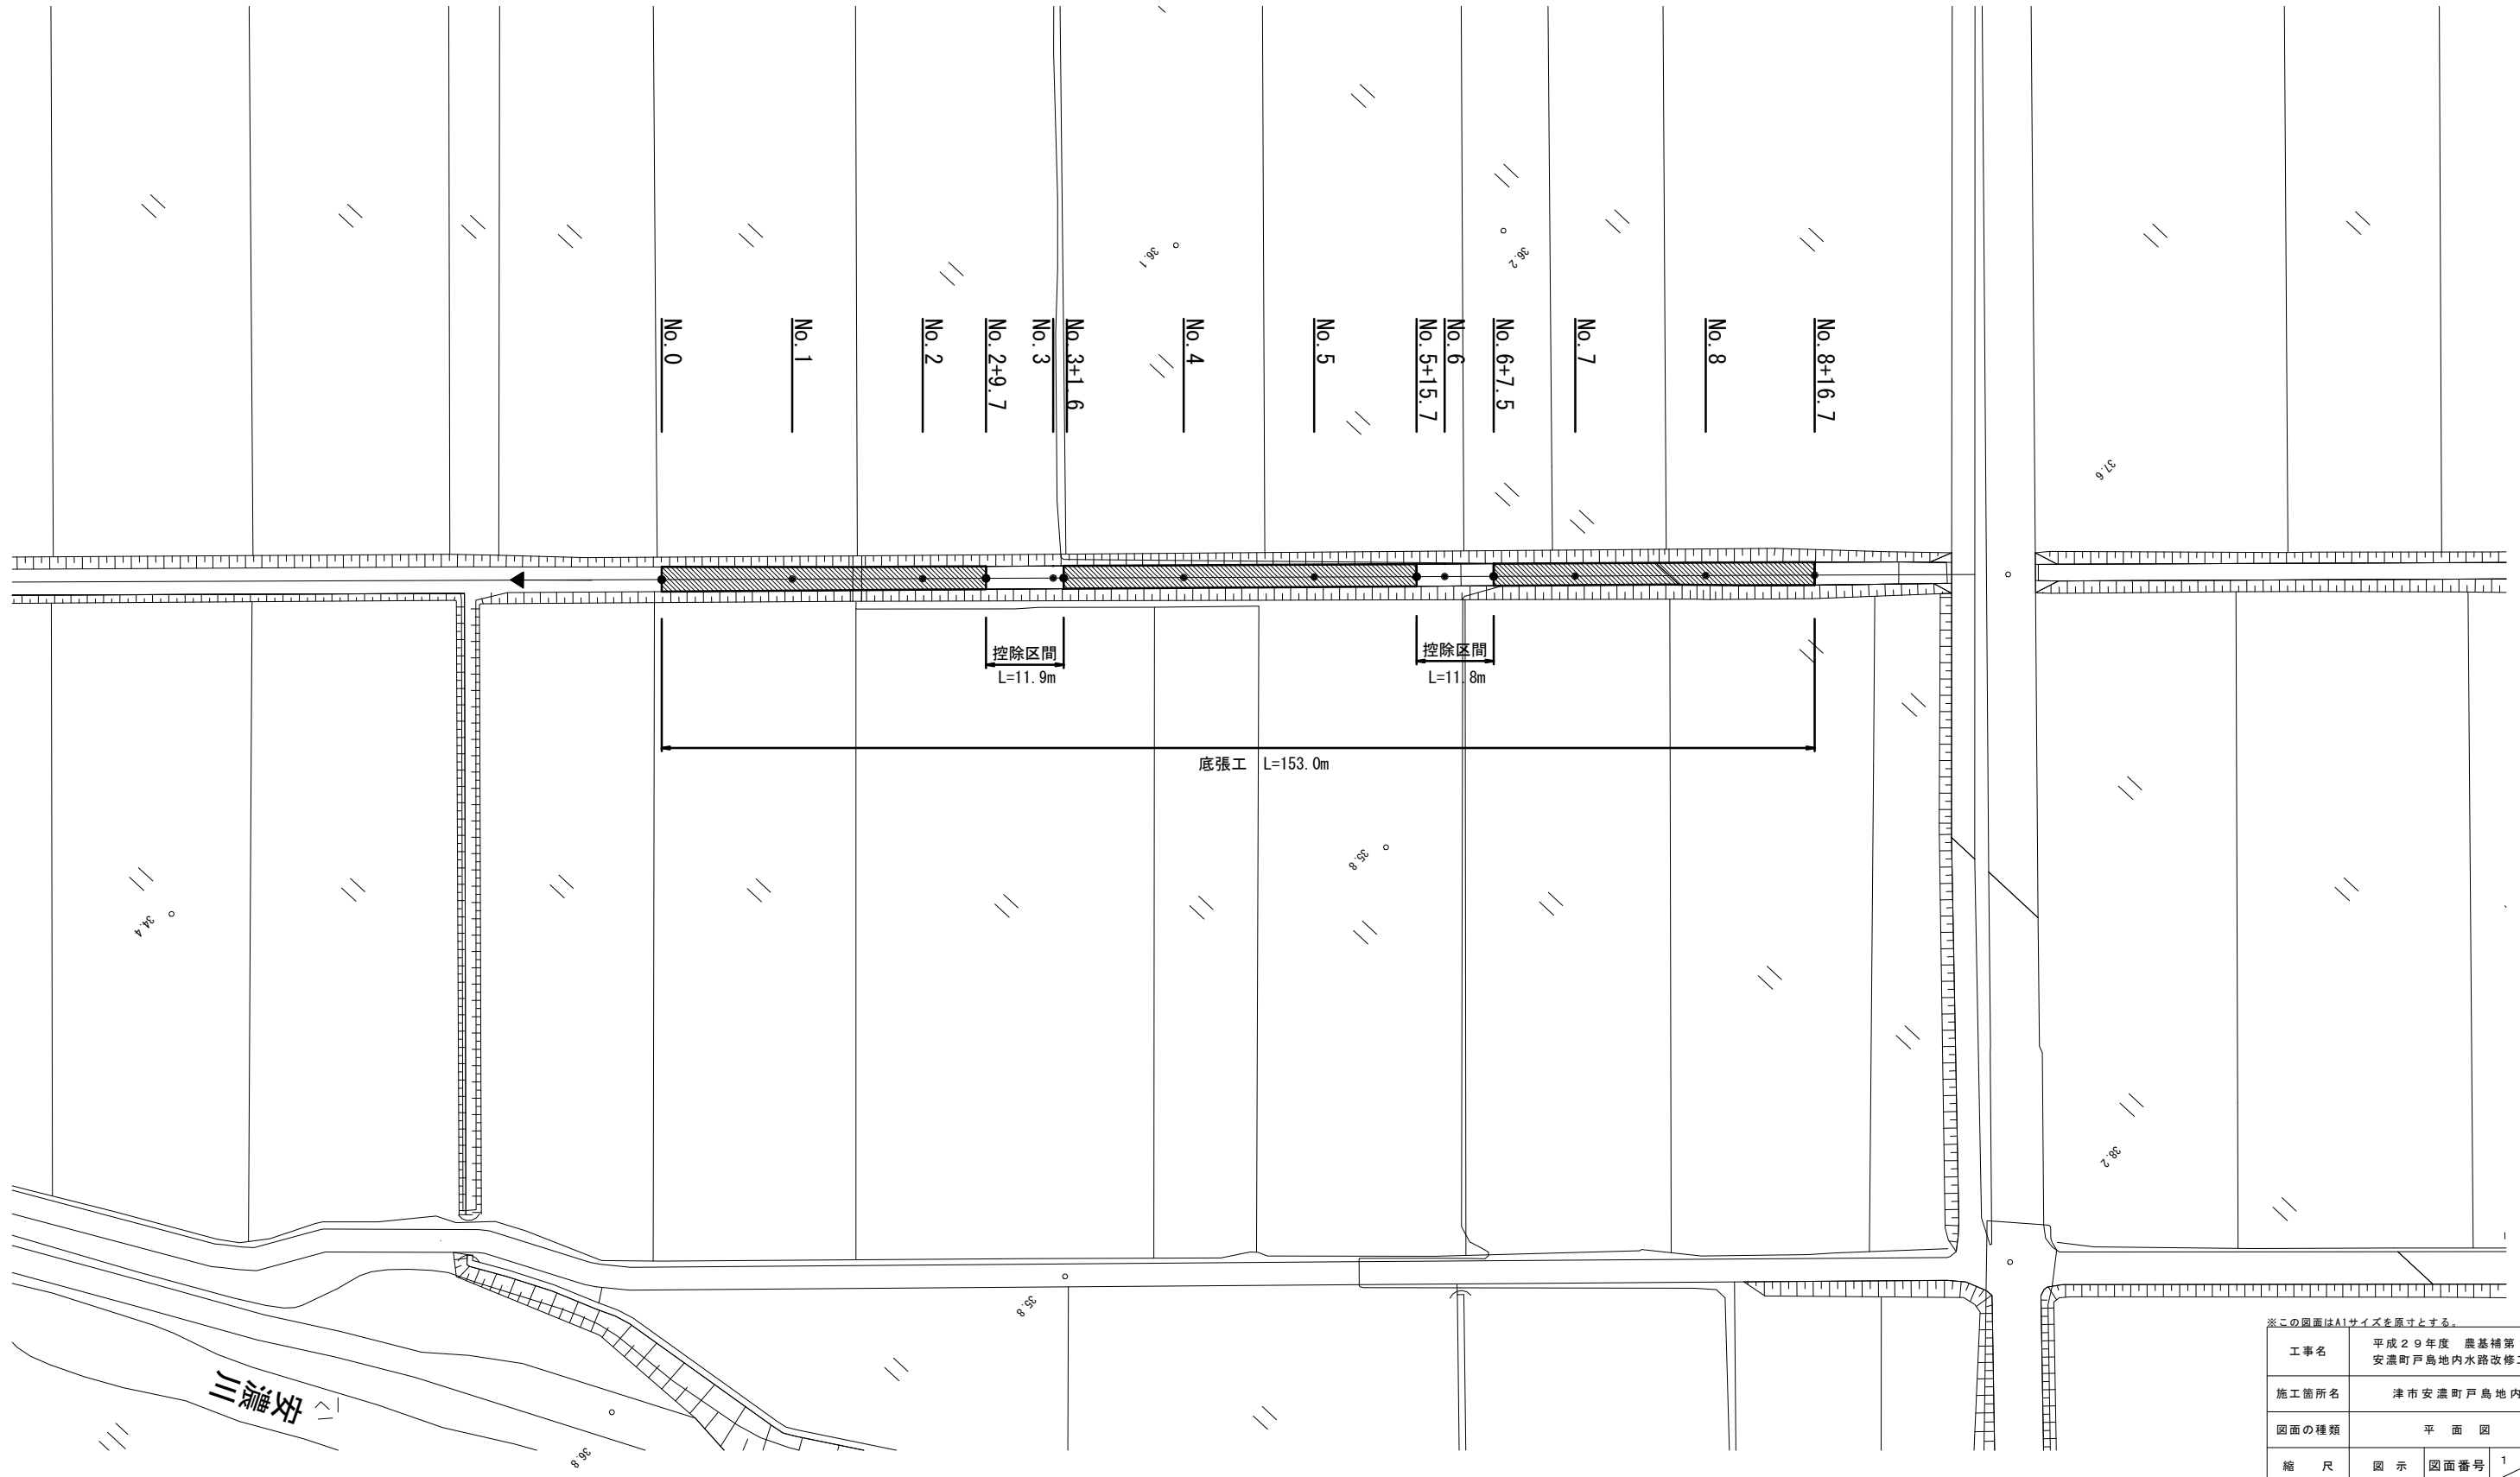 36.1
36.2
No.0
No.1
No.2
No.2+9.7
No.3
No.3+1.6
No.4
No.5
No.5+15.7
No.6
No.6+7.5
No.7
No.8
No.8+16.7
37.6
控除区間
L=11.9m
控除区間
L=11.8m
底張工 L=153.0m
35.8
34.4
38.2
35.8
安濃川
36.8
※この図面はA1サイズを原寸とする。
工事名
平成29年度 農基補第
安濃町戸島地内水路改修
施工箇所名
津市安濃町戸島地内
図面の種類
平 面 図
縮 尺
図 示
図面番号
1